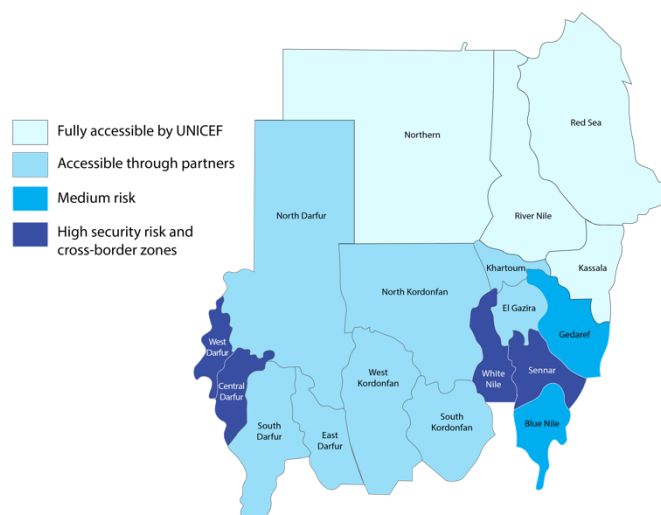 Fully accessible by UNICEF
Accessible through partners
Medium risk
High security risk and
cross-border zones
Red Sea
Northern
North Darfur
River Nile
Khartoum
Kassala
North Kordonfan
El Gazira
Gedaref
West
Darfur
Central
Darfur
West
Kordonfan
White
Nile
Sennar
South
Darfur
East
Darfur
South
Kordonfan
Blue Nile